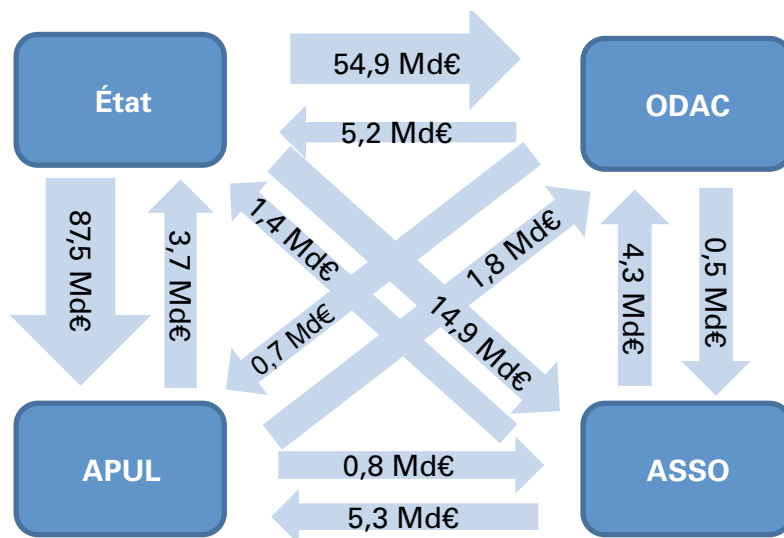 54,9 Md€
État
ODAC
5,2 Md€
87,5 Md€
3,7 Md€
1,4 Md€
1,8 Md€
4,3 Md€
0,5 Md€
0,7 Md€
14,9 Md€
APUL
0,8 Md€
ASSO
5,3 Md€